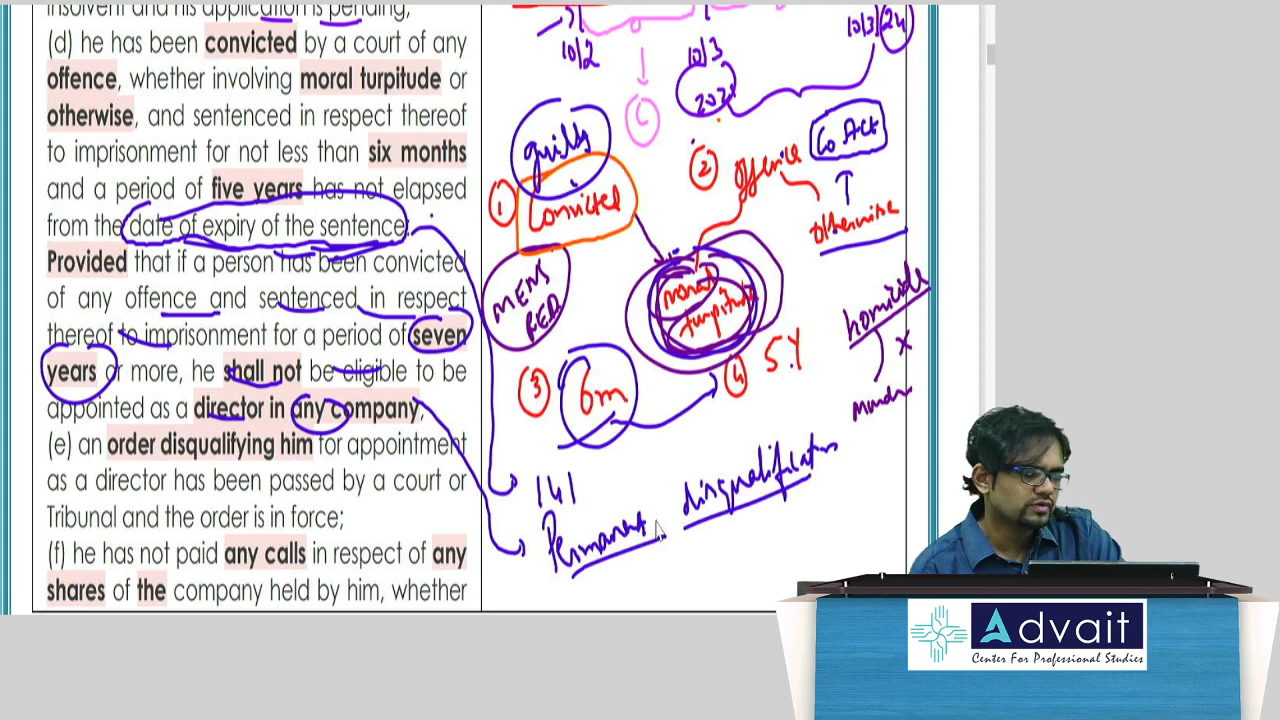 insolvent and his application is pending;
(d) he has been convicted by a court of any
offence, whether involving moral turpitude or
otherwise, and sentenced in respect thereof
to imprisonment for not less than six months
and a period of five years has not elapsed
from the date of expiry of the sentence:
Provided that if a person has been convicted
of any offence and sentenced in respect
thereof to imprisonment for a period of seven
years or more, he shall not be eligible to be
appointed as a director in any company;
(e) an order disqualifying him for appointment
as a director has been passed by a court or
Tribunal and the order is in force;
(f) he has not paid any calls in respect of any
shares of the company held by him, whether
10/2
10/3
10/3/24
C
guilty
Co Act
1 Convicted
2 offence
otherwise
MENS
REA
moral
turpitude
homicide
X
3 6m
4 5.Y
141
Permanent disqualification
Advait
Center For Professional Studies